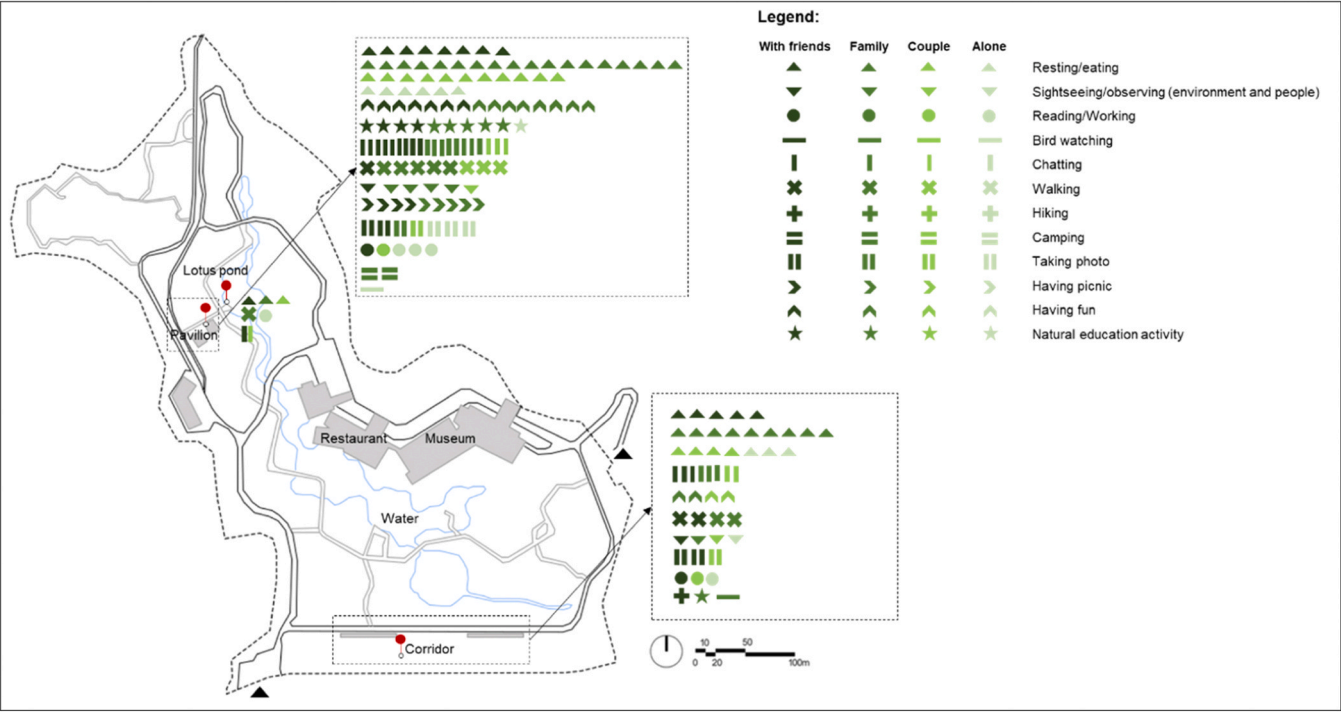 Legend:
With friends Family Couple Alone
Resting/eating
Sightseeing/observing (environment and people)
Reading/Working
Bird watching
Chatting
Walking
Hiking
Camping
Taking photo
Having picnic
Having fun
Natural education activity
Lotus pond
Pavilion
Restaurant Museum
Water
Corridor
10 50
0 20 100m